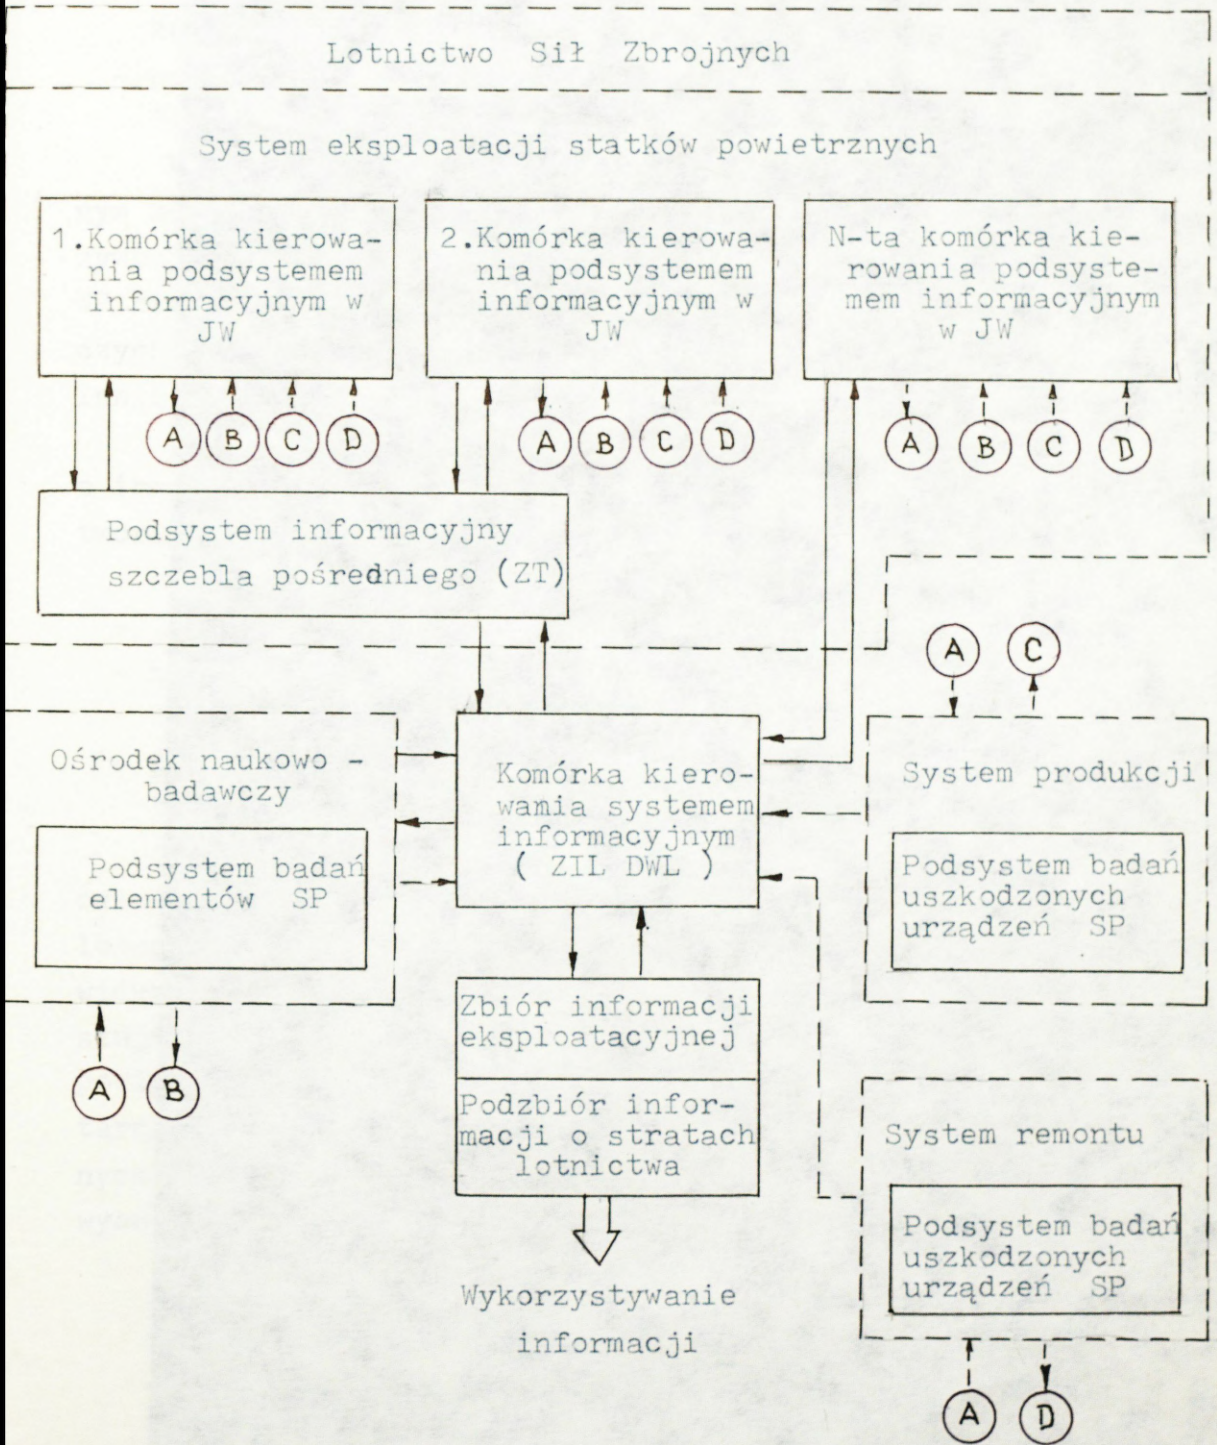 Lotnictwo Sił Zbrojnych
System eksploatacji statków powietrznych
1.Komórka kierowa-
nia podsystemem
informacyjnym w
JW
2.Komórka kierowa-
nia podsystemem
informacyjnym w
JW
N-ta komórka kie-
rowania podsyste-
mem informacyjnym
w JW
A B C D
A B C D
A B C D
Podsystem informacyjny
szczebla pośredniego (ZT)
A C
Ośrodek naukowo -
badawczy
Podsystem badań
elementów SP
Komórka kiero-
wania systemem
informacyjnym
( ZIL DWL )
System produkcji
Podsystem badań
uszkodzonych
urządzeń SP
A B
Zbiór informacji
eksploatacyjnej
Podzbiór infor-
macji o stratach
lotnictwa
System remontu
Podsystem badań
uszkodzonych
urządzeń SP
Wykorzystywanie
informacji
A D